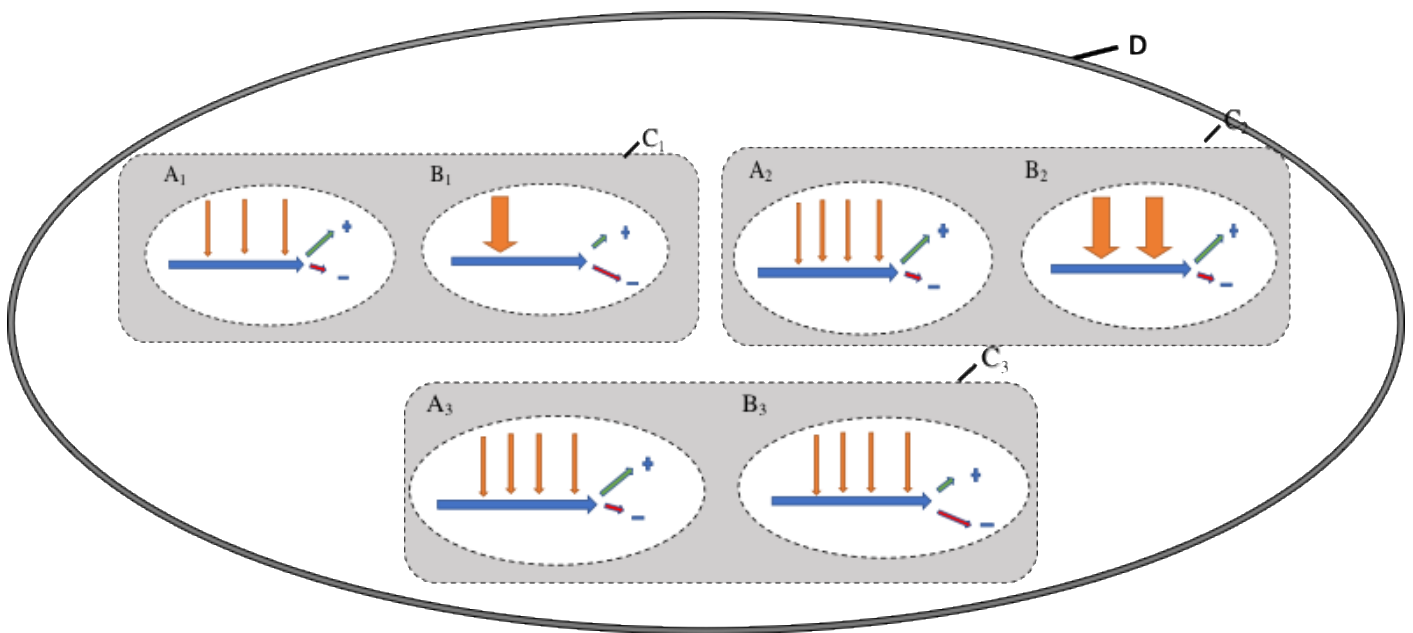 D
C₁
C₂
A₁
B₁
A₂
B₂
+
−
+
−
+
−
+
−
C₃
A₃
B₃
+
−
+
−